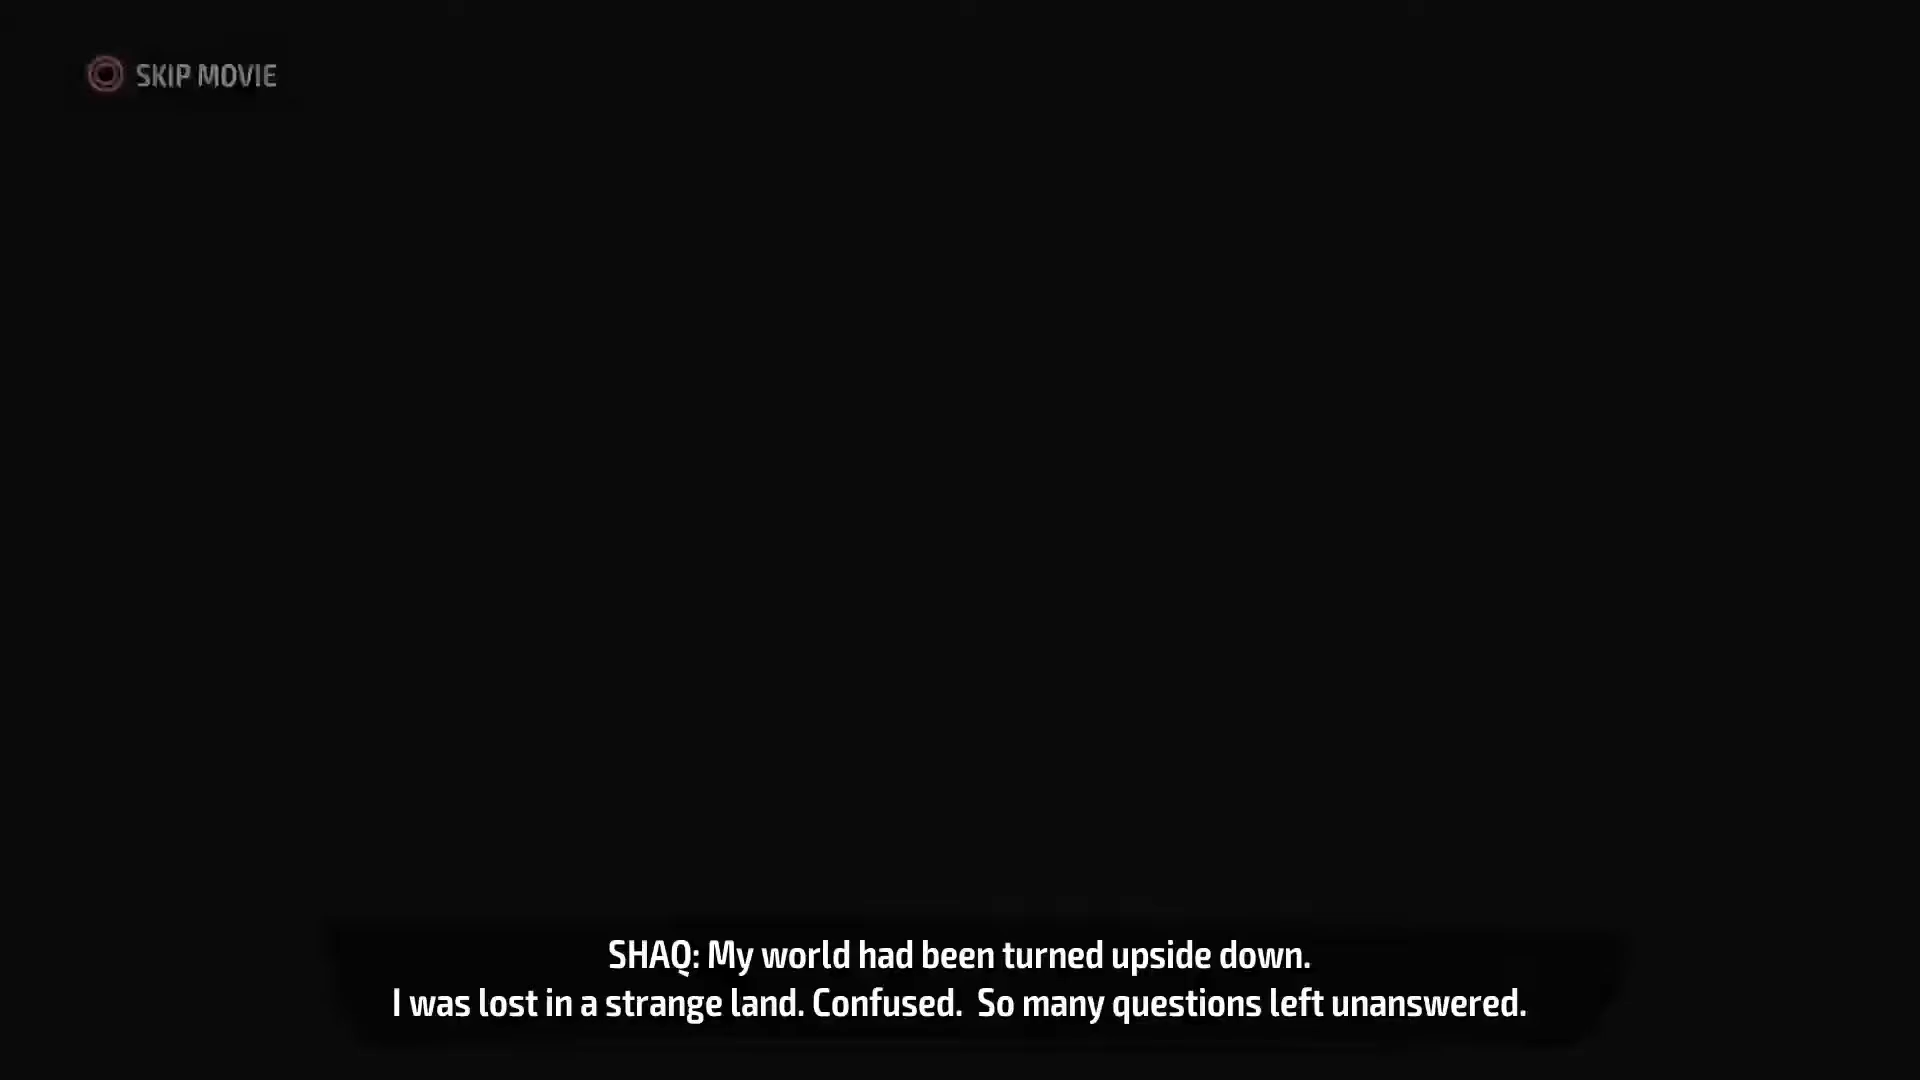 SKIP MOVIE
SHAQ: My world had been turned upside down.
I was lost in a strange land. Confused.  So many questions left unanswered.